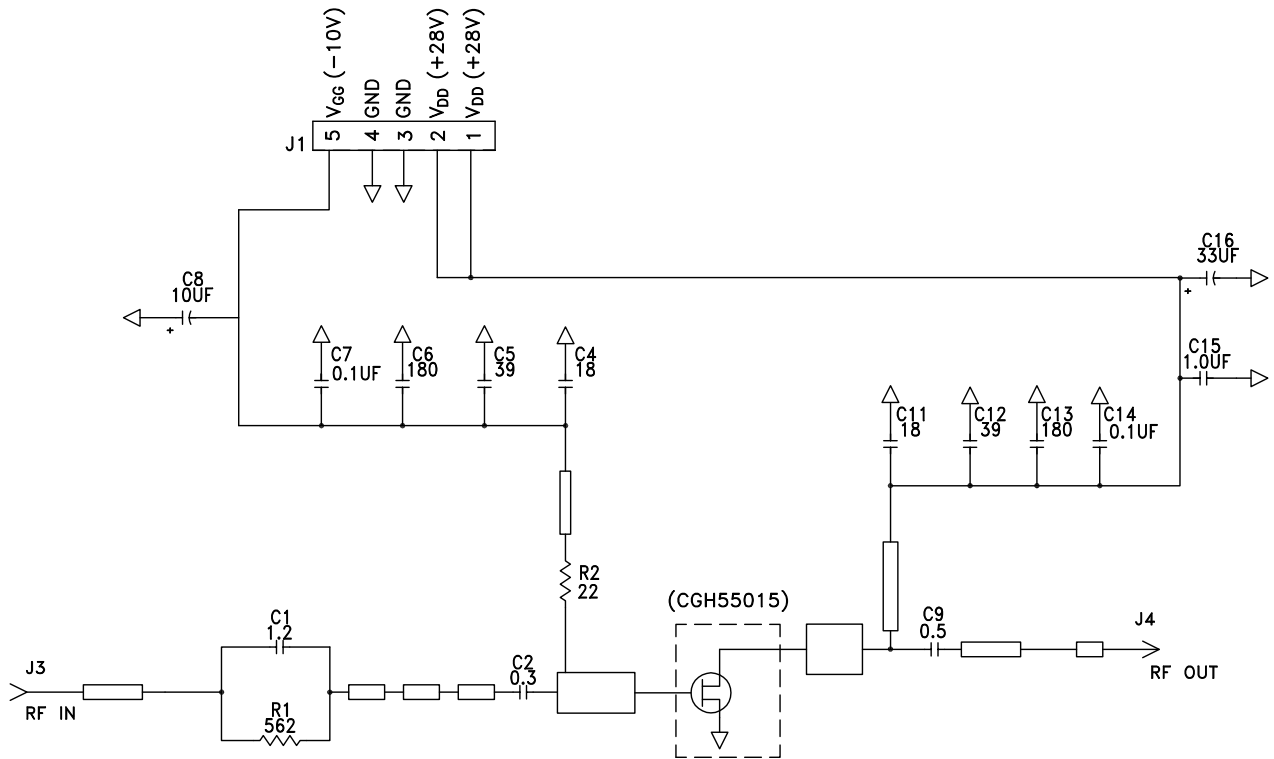 VGG (-10V)
GND
GND
VDD (+28V)
VDD (+28V)
J1
5
4
3
2
1
C16
33UF
+
C8
10UF
+
C7
0.1UF
C6
180
C5
39
C4
18
C15
1.0UF
C11
18
C12
39
C13
180
C14
0.1UF
R2
22
(CGH55015)
C1
1.2
C9
0.5
J4
RF OUT
J3
RF IN
C2
0.3
R1
562